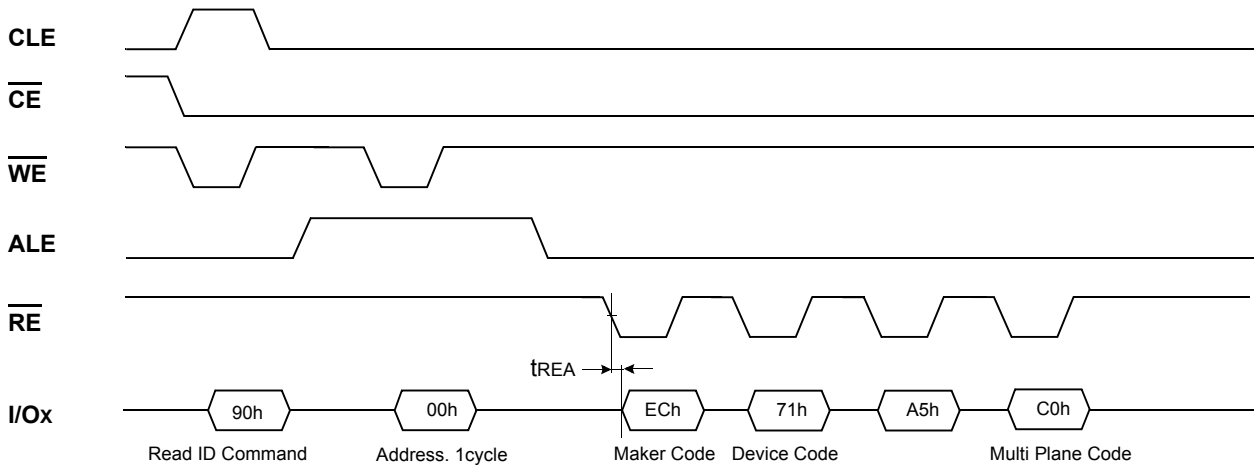 CLE
CE
WE
ALE
RE
tREA
I/Ox
90h
00h
ECh
71h
A5h
C0h
Read ID Command
Address. 1cycle
Maker Code
Device Code
Multi Plane Code